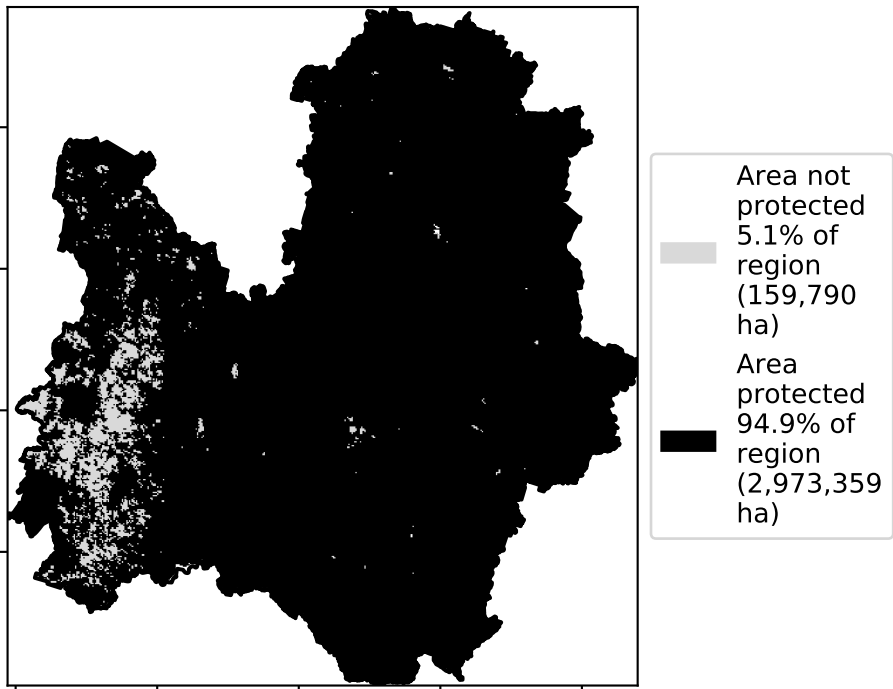 Area not
protected
5.1% of
region
(159,790
ha)
Area
protected
94.9% of
region
(2,973,359
ha)